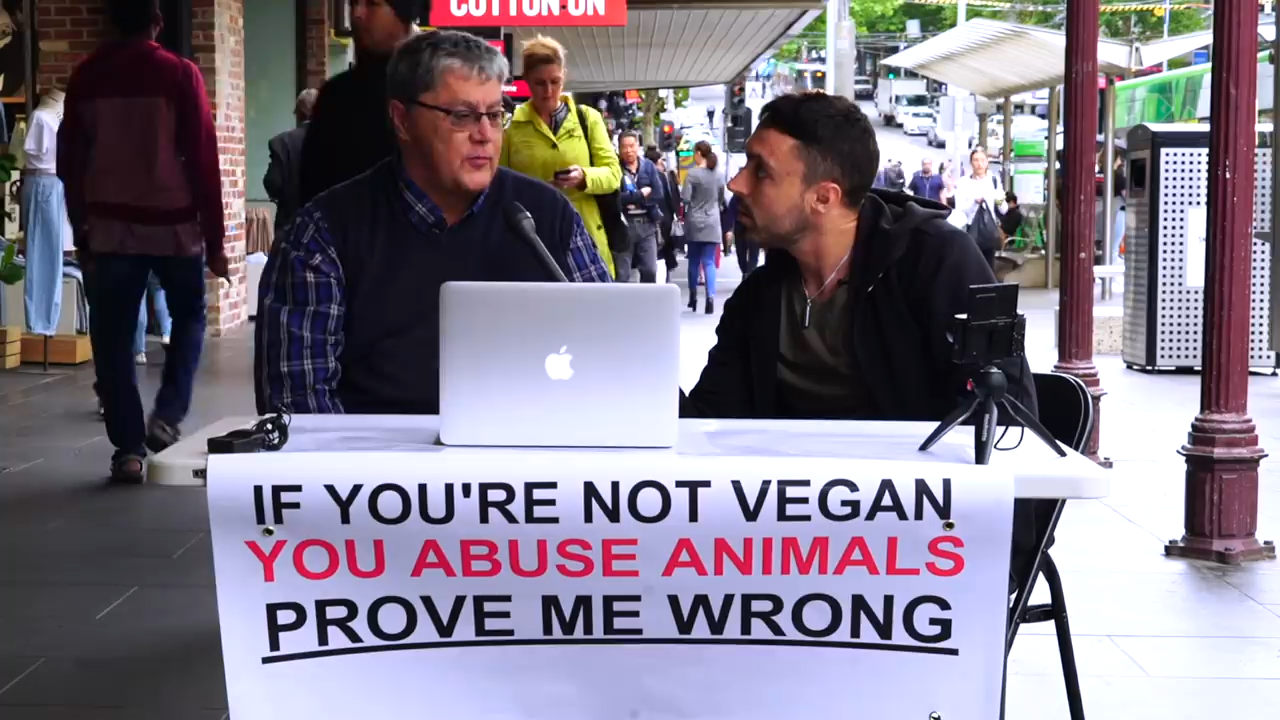 COTTON:ON
IF YOU'RE NOT VEGAN
YOU ABUSE ANIMALS
PROVE ME WRONG